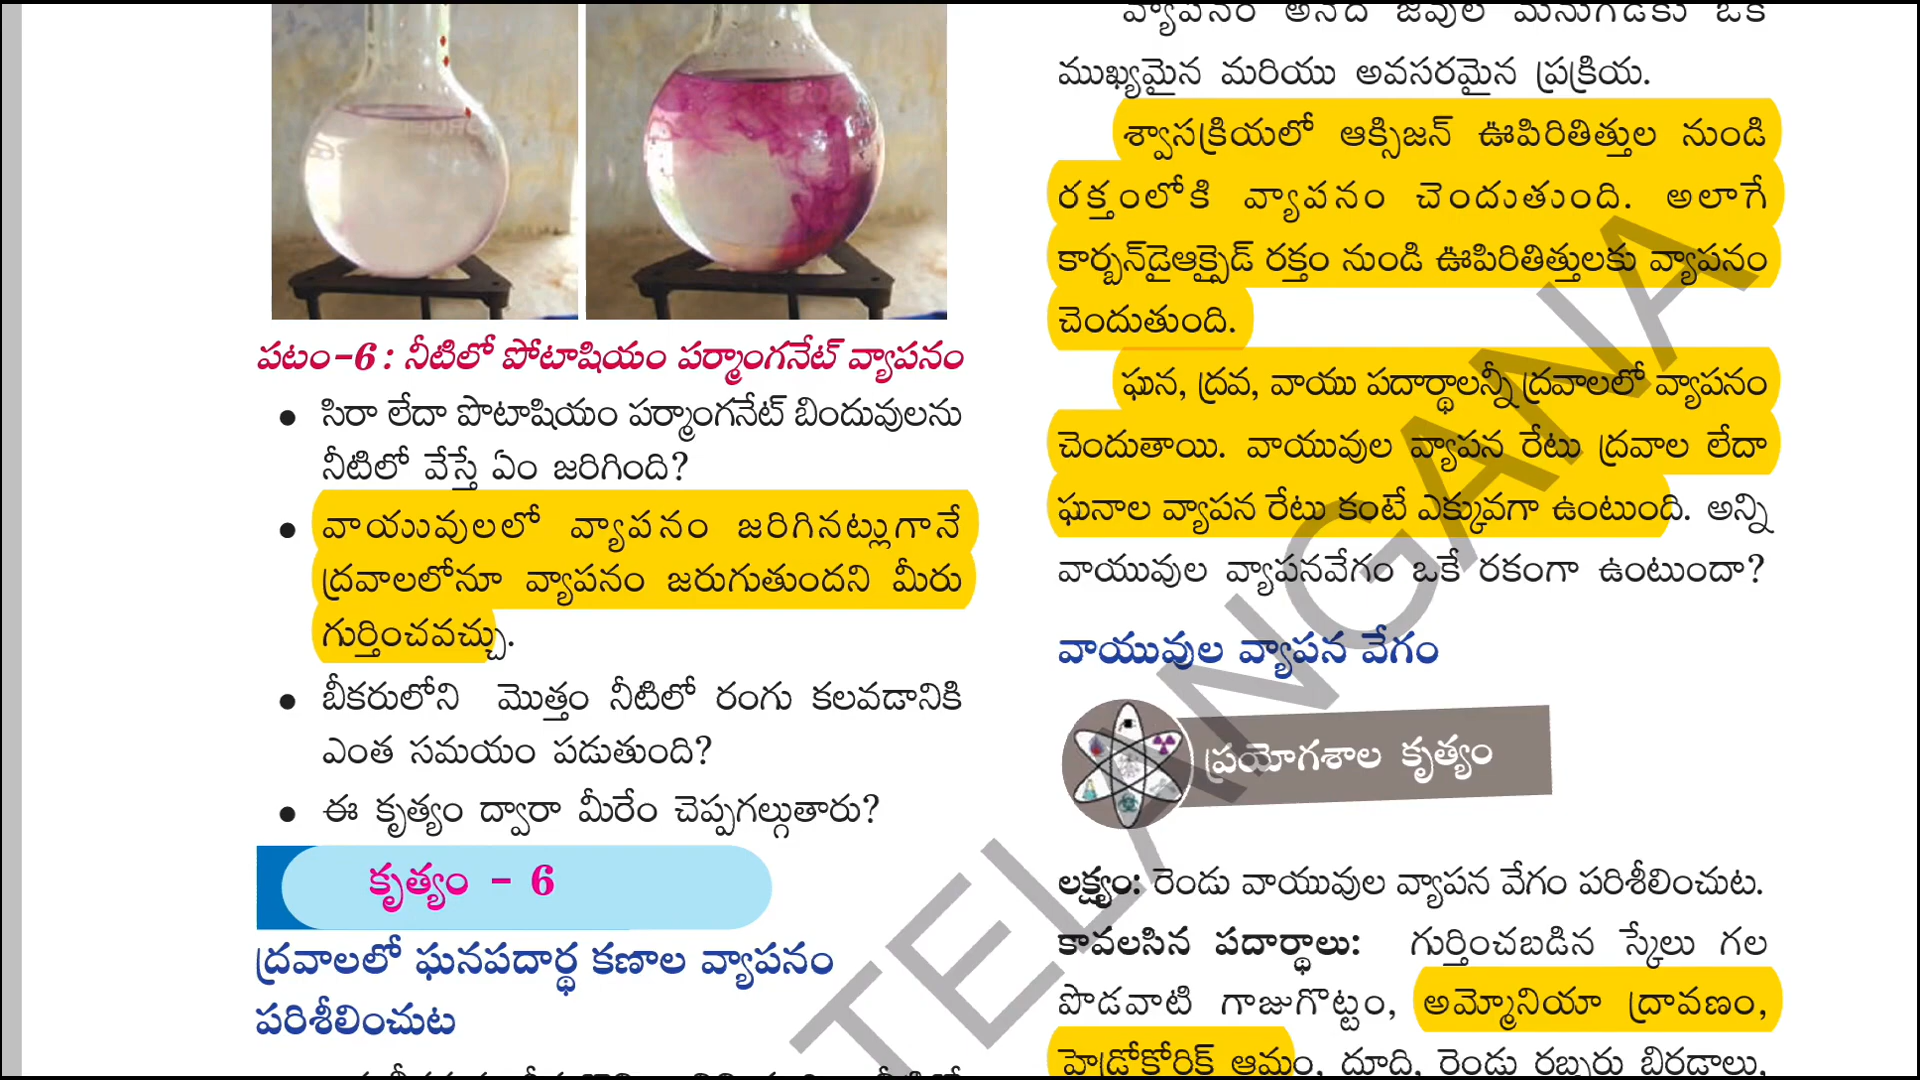 పటం-6 : నీటిలో పోటాషియం పర్మాంగనేట్ వ్యాపనం
● సిరా లేదా పొటాషియం పర్మాంగనేట్ బిందువులను
నీటిలో వేస్తే ఏం జరిగింది?
● వాయువులలో వ్యాపనం జరిగినట్లుగానే
ద్రవాలలోనూ వ్యాపనం జరుగుతుందని మీరు
గుర్తించవచ్చు.
● బీకరులోని మొత్తం నీటిలో రంగు కలవడానికి
ఎంత సమయం పడుతుంది?
● ఈ కృత్యం ద్వారా మీరేం చెప్పగల్గుతారు?
కృత్యం - 6
ద్రవాలలో ఘనపదార్థ కణాల వ్యాపనం
పరిశీలించుట
వ్యాపనం అనేది జీవుల మనుగడకు ఒక
ముఖ్యమైన మరియు అవసరమైన ప్రక్రియ.
శ్వాసక్రియలో ఆక్సిజన్ ఊపిరితిత్తుల నుండి
రక్తంలోకి వ్యాపనం చెందుతుంది. అలాగే
కార్బన్‌డైఆక్సైడ్ రక్తం నుండి ఊపిరితిత్తులకు వ్యాపనం
చెందుతుంది.
ఘన, ద్రవ, వాయు పదార్థాలన్నీ ద్రవాలలో వ్యాపనం
చెందుతాయి. వాయువుల వ్యాపన రేటు ద్రవాల లేదా
ఘనాల వ్యాపన రేటు కంటే ఎక్కువగా ఉంటుంది. అన్ని
వాయువుల వ్యాపనవేగం ఒకే రకంగా ఉంటుందా?
వాయువుల వ్యాపన వేగం
ప్రయోగశాల కృత్యం
లక్ష్యం: రెండు వాయువుల వ్యాపన వేగం పరిశీలించుట.
కావలసిన పదార్థాలు: గుర్తించబడిన స్కేలు గల
పొడవాటి గాజుగొట్టం, అమ్మోనియా ద్రావణం,
హైడ్రోక్లోరిక్ ఆమ్లం, దూది, రెండు రబ్బరు బిరడాలు,
TELANGANA